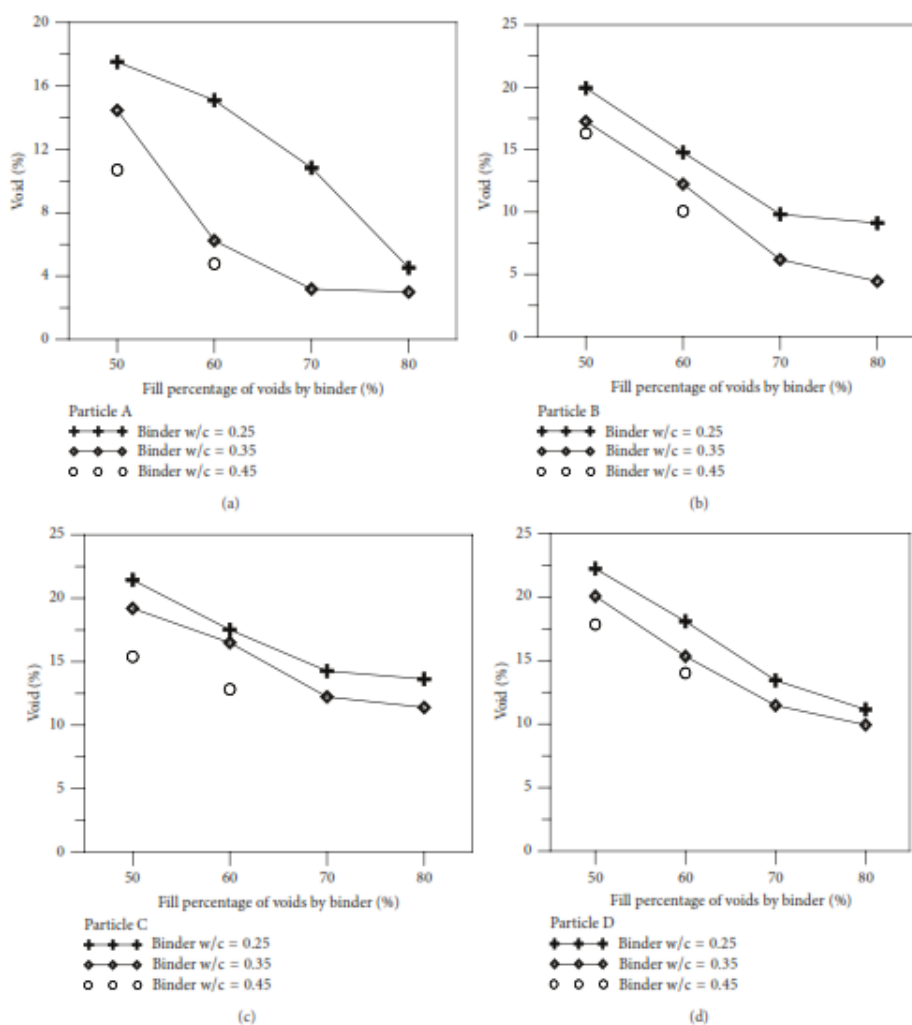 20
16
12
8
4
0
Void (%)
50 60 70 80
Fill percentage of voids by binder (%)
Particle A
Binder w/c = 0.25
Binder w/c = 0.35
Binder w/c = 0.45
(a)
25
20
15
10
5
0
Void (%)
50 60 70 80
Fill percentage of voids by binder (%)
Particle B
Binder w/c = 0.25
Binder w/c = 0.35
Binder w/c = 0.45
(b)
25
20
15
10
5
0
Void (%)
50 60 70 80
Fill percentage of voids by binder (%)
Particle C
Binder w/c = 0.25
Binder w/c = 0.35
Binder w/c = 0.45
(c)
25
20
15
10
5
0
Void (%)
50 60 70 80
Fill percentage of voids by binder (%)
Particle D
Binder w/c = 0.25
Binder w/c = 0.35
Binder w/c = 0.45
(d)